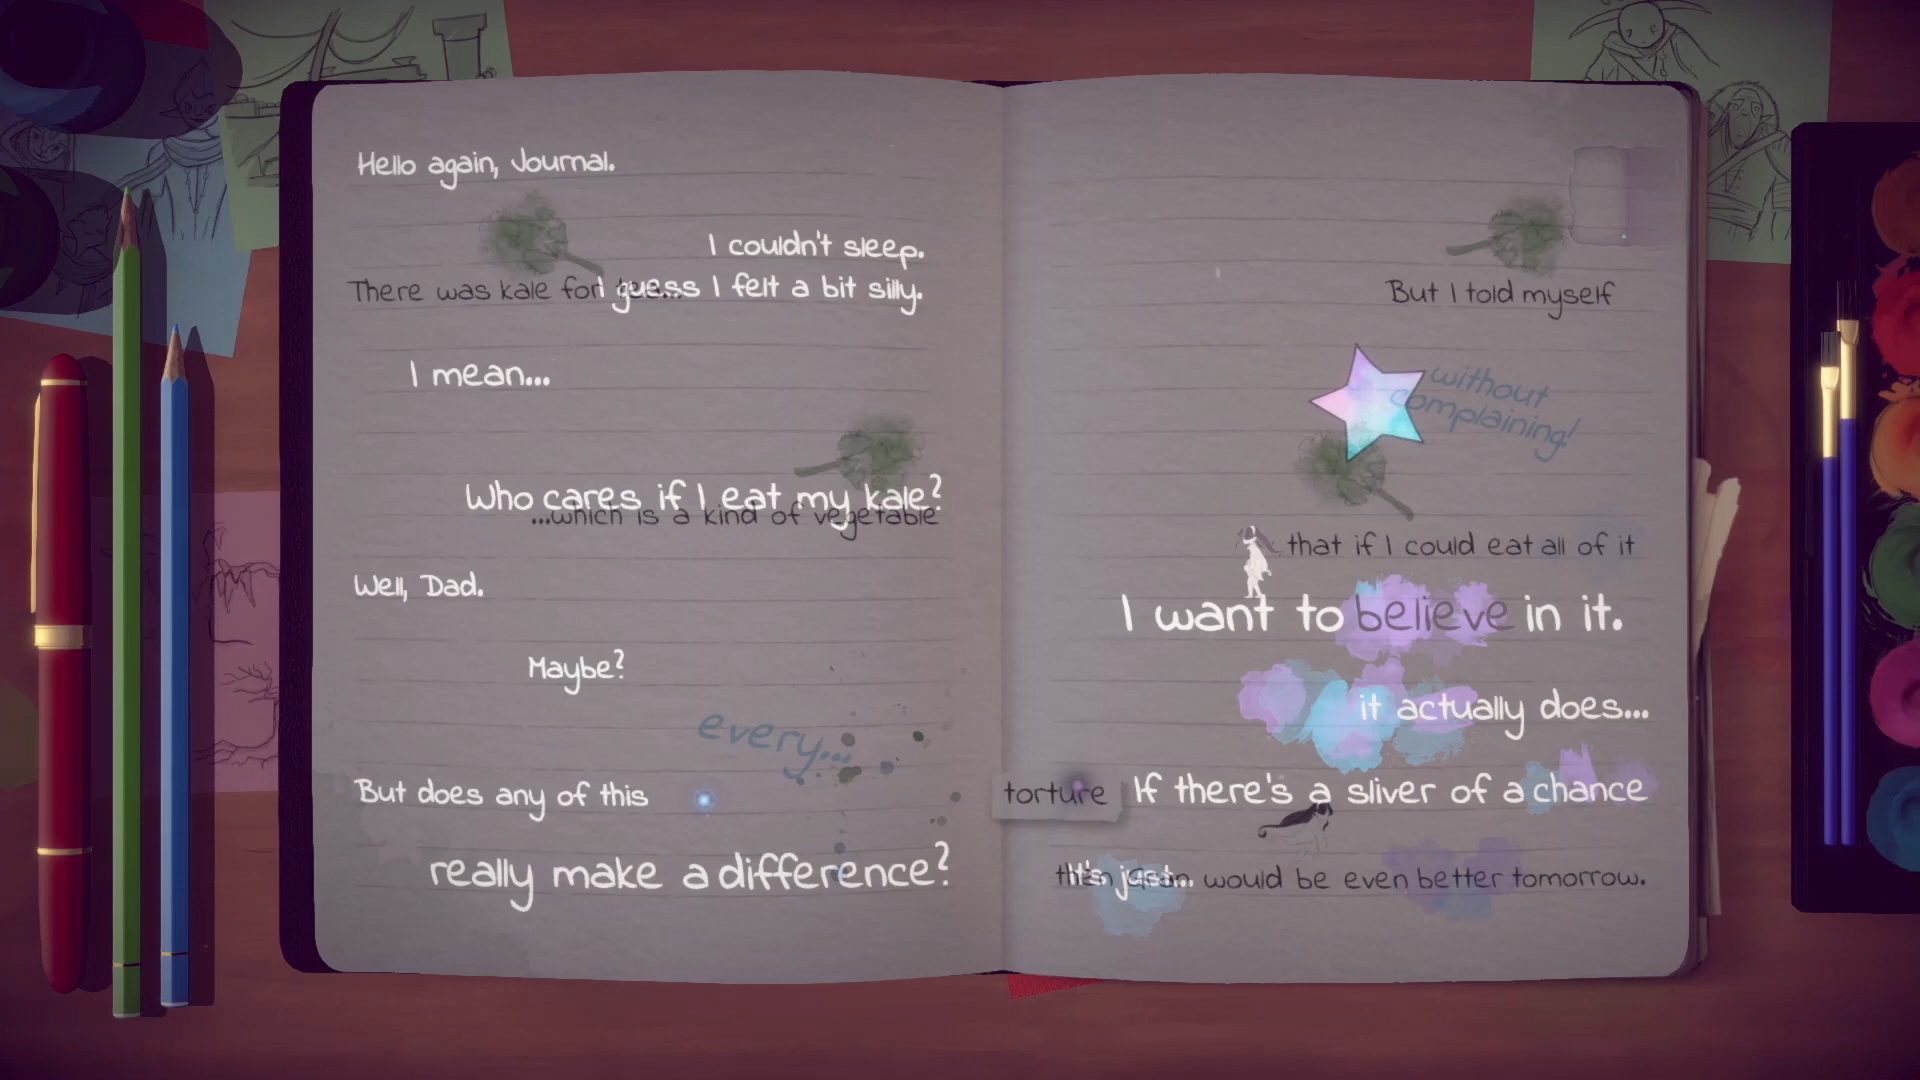 Hello again, Journal.
I couldn't sleep.
There was kale for
I guess I felt a bit silly.
I mean...
Who cares if I eat my kale?
...which is a kind of vegetable
Well, Dad.
Maybe?
every...
But does any of this
really make a difference?
But I told myself
without
complaining!
that if I could eat all of it
I want to believe in it.
it actually does...
torture
If there's a sliver of a chance
It's just...
then would be even better tomorrow.